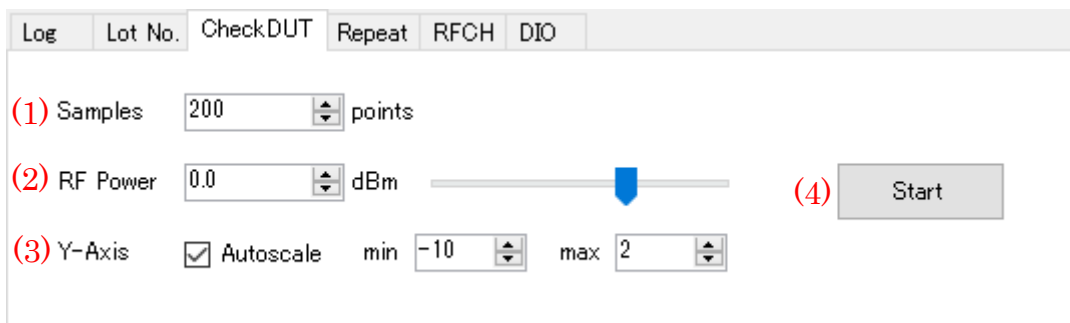 Log Lot No. CheckDUT Repeat RFCH DIO
(1) Samples 200 points
(2) RF Power 0.0 dBm
(4) Start
(3) Y-Axis Autoscale min -10 max 2